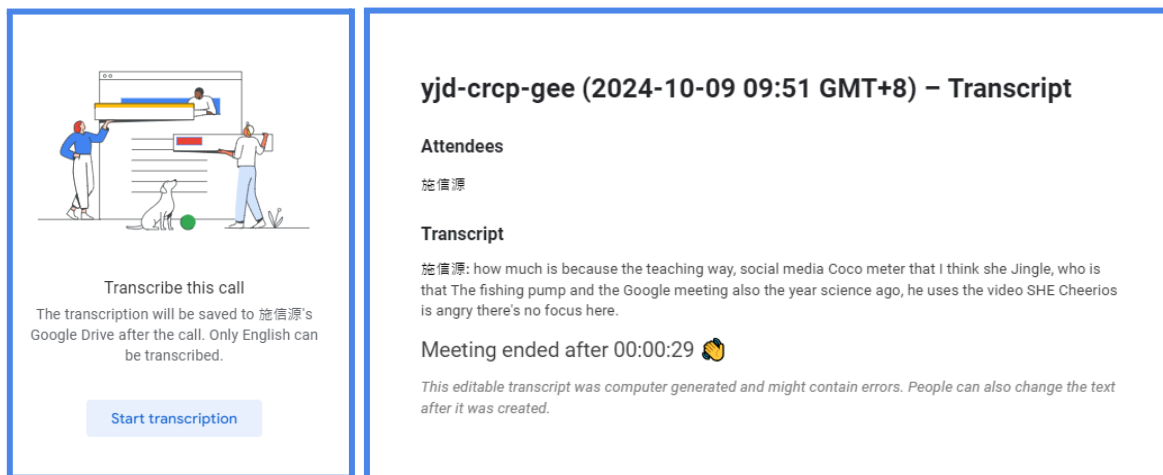 Transcribe this call
The transcription will be saved to 施信源's
Google Drive after the call. Only English can
be transcribed.
Start transcription
yjd-crcp-gee (2024-10-09 09:51 GMT+8) – Transcript
Attendees
施信源
Transcript
施信源: how much is because the teaching way, social media Coco meter that I think she Jingle, who is
that The fishing pump and the Google meeting also the year science ago, he uses the video SHE Cheerios
is angry there's no focus here.
Meeting ended after 00:00:29 👏
This editable transcript was computer generated and might contain errors. People can also change the text
after it was created.